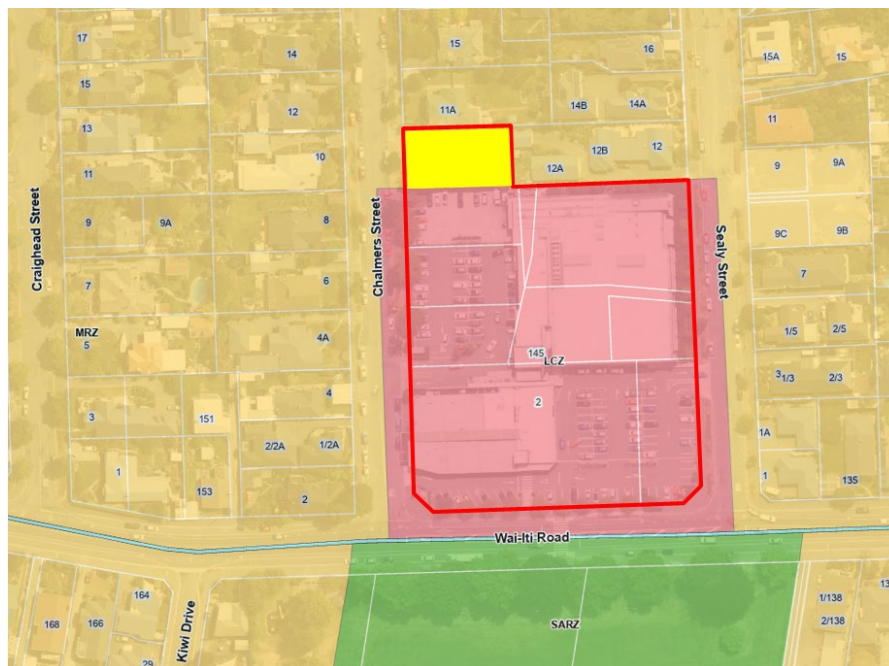 17
14
15
16
15A
15
15
12
11A
14B
14A
11
13
10
12A
12B
12
11
9
9A
9
9A
8
9C
9B
Craighead Street
Chalmers Street
Sealy Street
7
6
7
MRZ
5
4A
145
LCZ
1/5
2/5
3
1/3
2/3
3
151
4
2
2/2A
1/2A
1A
1
153
2
1
135
Wai-Iti Road
168
166
164
Kiwi Drive
29
SARZ
1/138
2/138
13